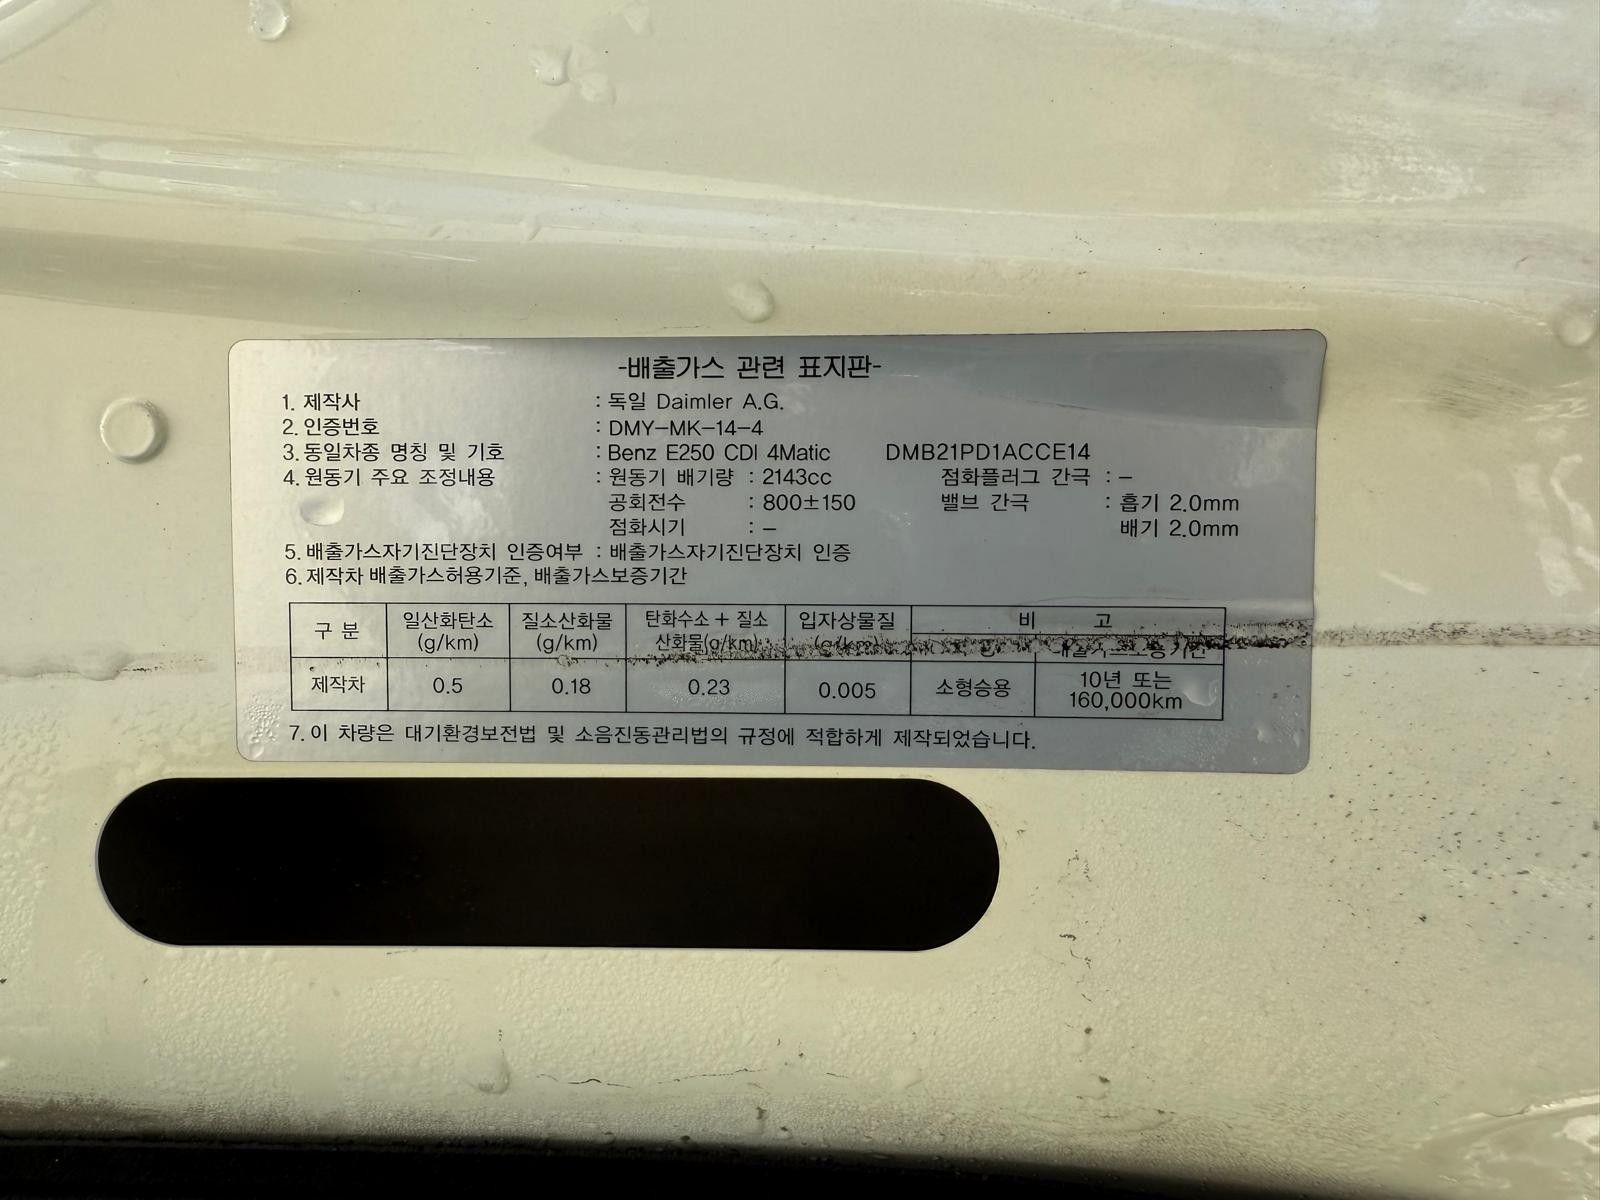 -배출가스 관련 표지판-
1. 제작사 : 독일 Daimler A.G.
2. 인증번호 : DMY-MK-14-4
3. 동일차종 명칭 및 기호 : Benz E250 CDI 4Matic DMB21PD1ACCE14
4. 원동기 주요 조정내용 : 원동기 배기량 : 2143cc 점화플러그 간극 : -
공회전수 : 800±150 밸브 간극 : 흡기 2.0mm
점화시기 : - 배기 2.0mm
5. 배출가스자기진단장치 인증여부 : 배출가스자기진단장치 인증
6. 제작차 배출가스허용기준, 배출가스보증기간
구 분 일산화탄소 (g/km) 질소산화물 (g/km) 탄화수소 + 질소 산화물(g/km) 입자상물질 (g/km) 비 고
배출가스보증기간
제작차 0.5 0.18 0.23 0.005 소형승용 10년 또는 160,000km
7. 이 차량은 대기환경보전법 및 소음진동관리법의 규정에 적합하게 제작되었습니다.